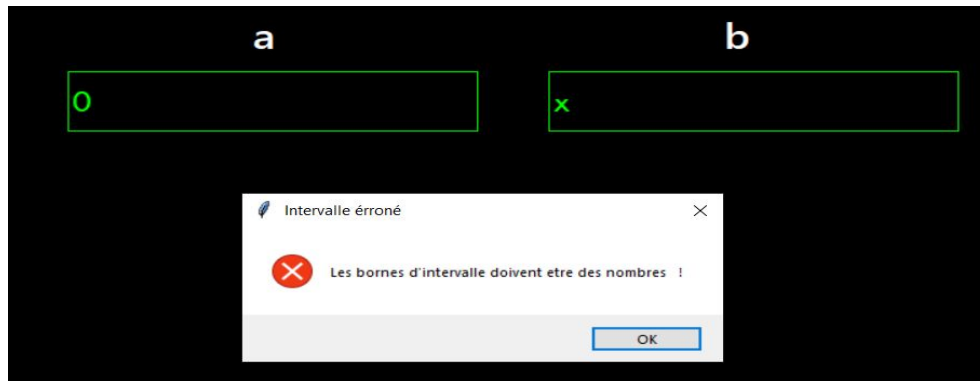 a
b
0
x
Intervalle érroné
Les bornes d'intervalle doivent etre des nombres !
OK